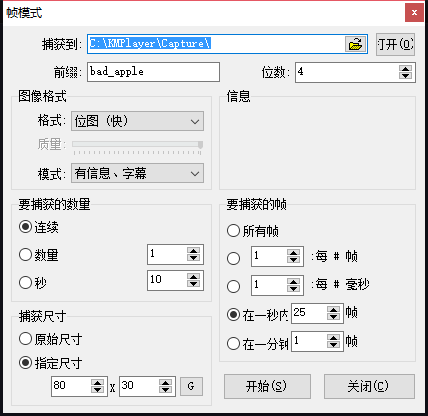 帧模式
捕获到: C:\KMPlayer\Capture\ 打开(O)
前缀: bad_apple 位数: 4
图像格式
格式: 位图 (快)
质量:
模式: 有信息、字幕
信息
要捕获的数量
连续
数量 1
秒 10
捕获尺寸
原始尺寸
指定尺寸
80 x 30 G
要捕获的帧
所有帧
1 :每 # 帧
1 :每 # 毫秒
在一秒内 25 帧
在一分钟 1 帧
开始(S) 关闭(C)